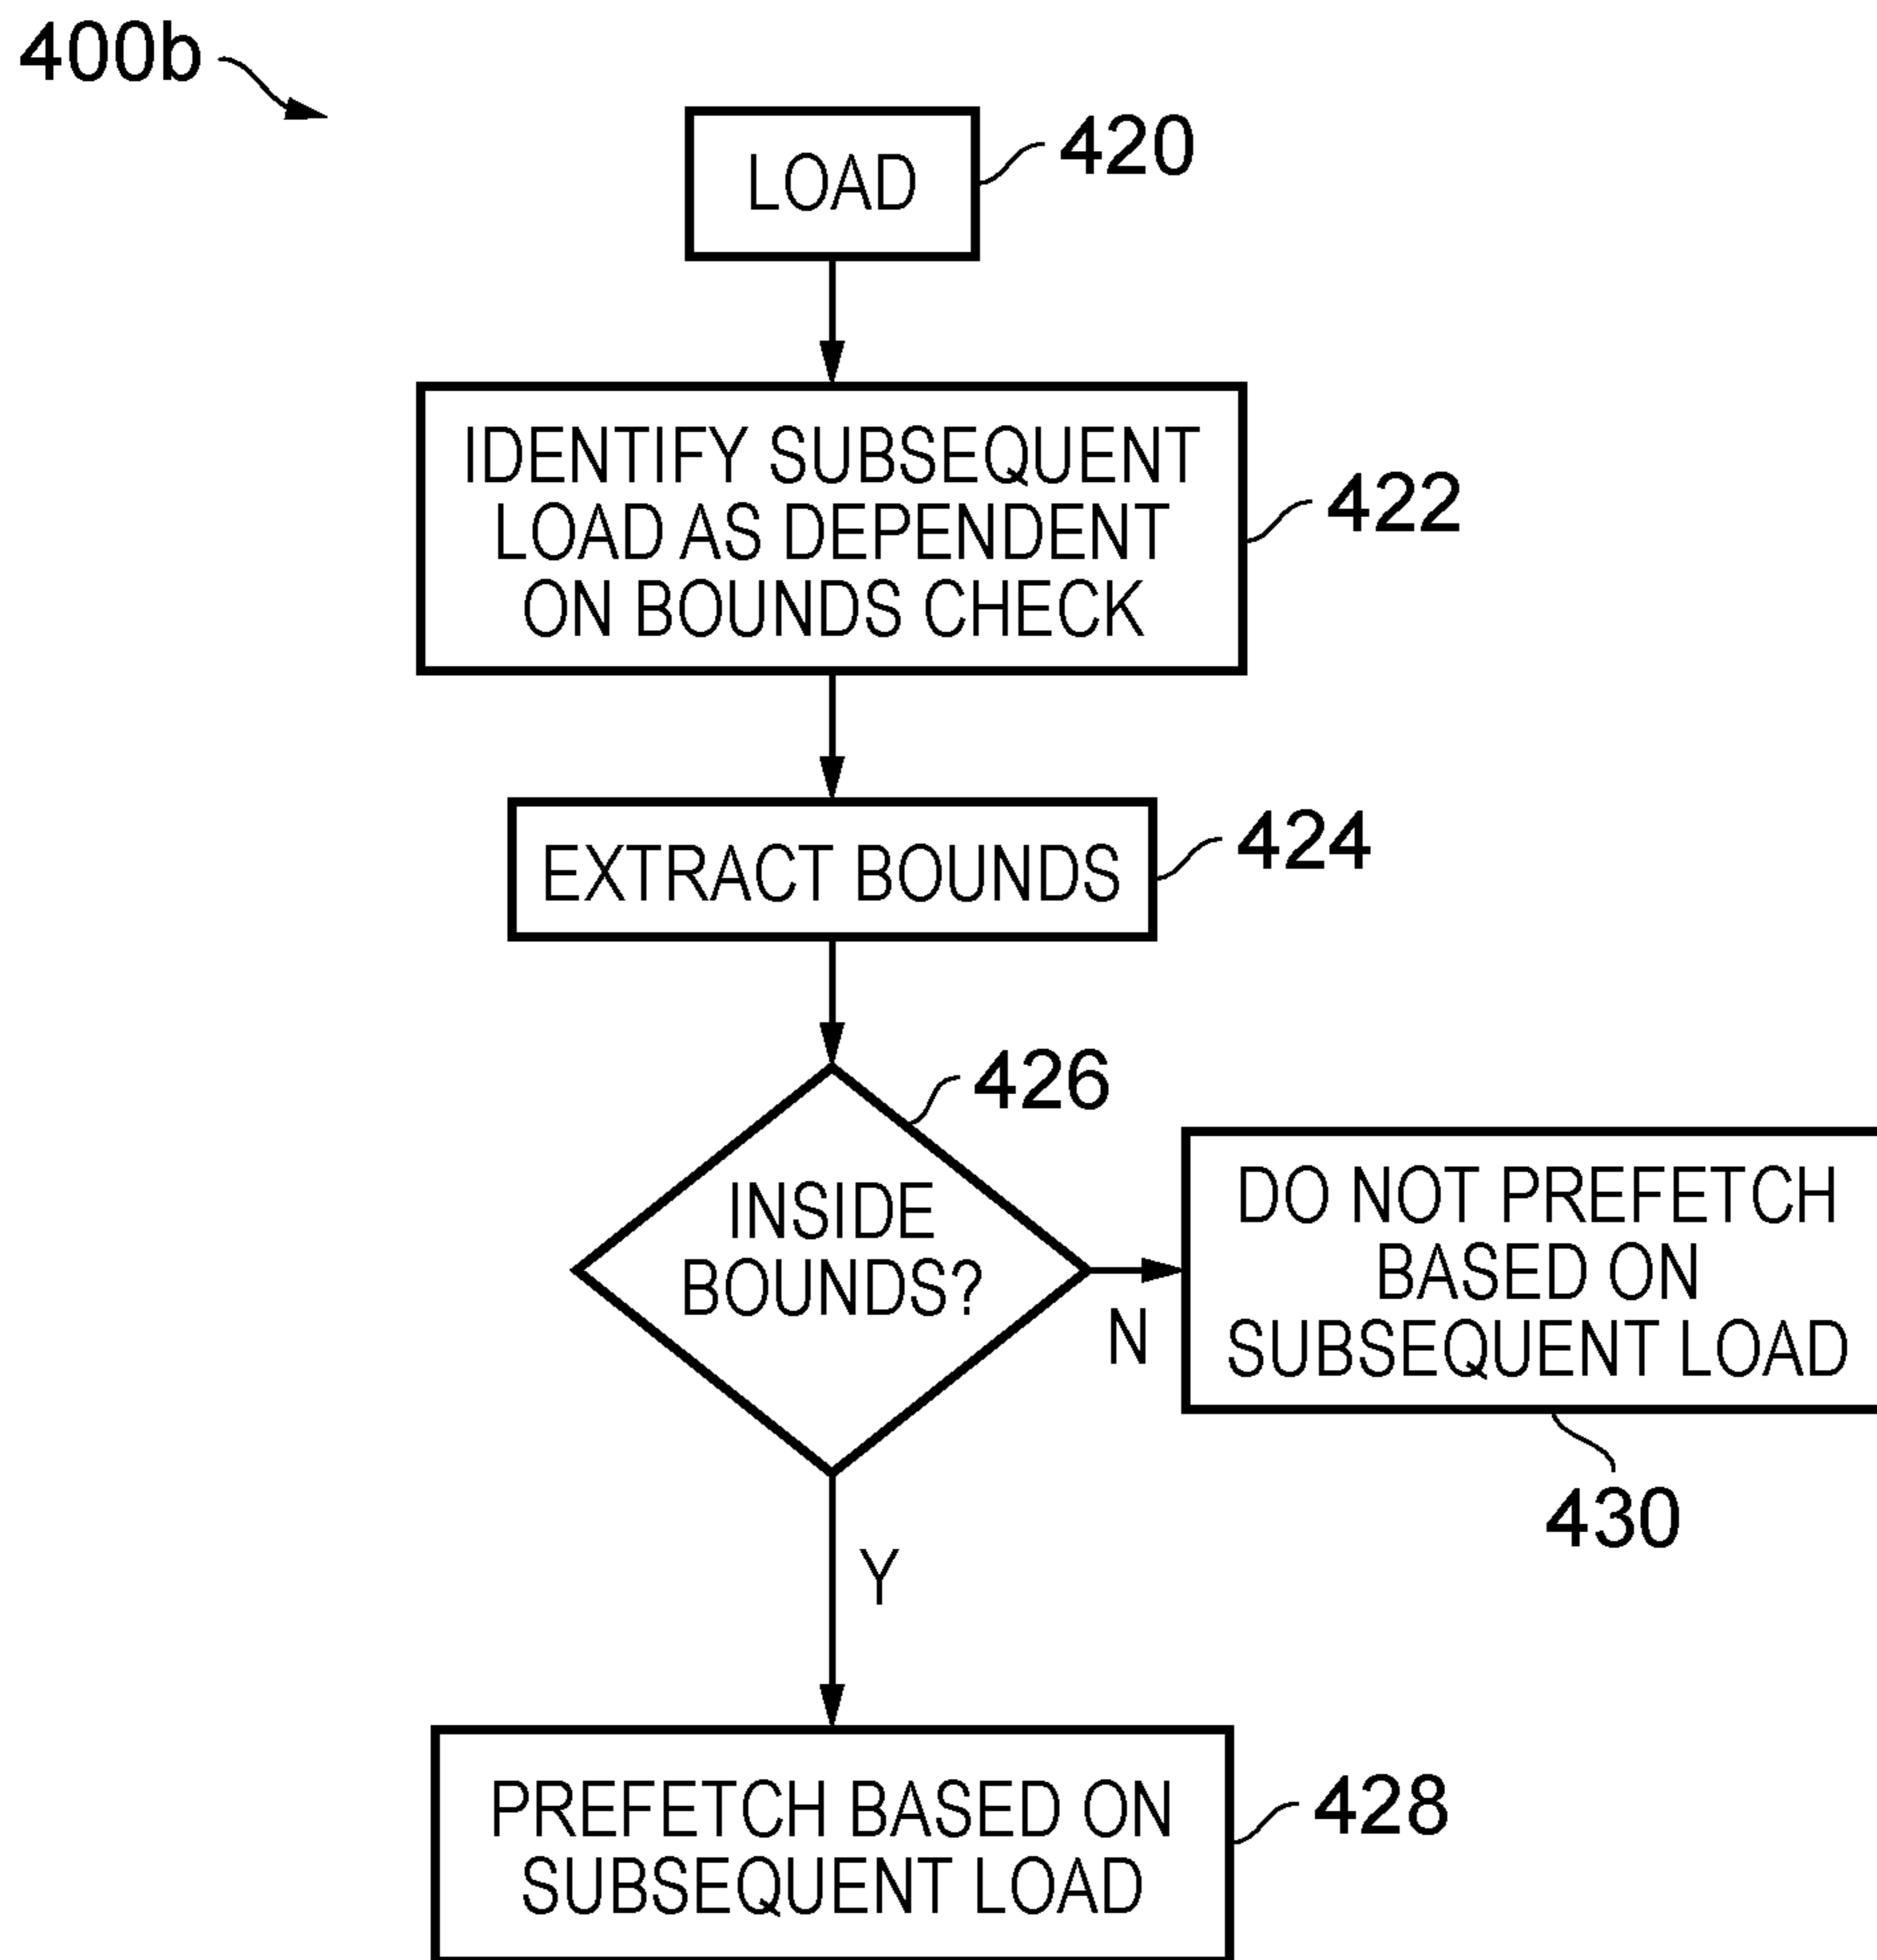 400b
LOAD
420
IDENTIFY SUBSEQUENT
LOAD AS DEPENDENT
ON BOUNDS CHECK
422
EXTRACT BOUNDS
424
426
INSIDE
BOUNDS?
N
DO NOT PREFETCH
BASED ON
SUBSEQUENT LOAD
430
Y
PREFETCH BASED ON
SUBSEQUENT LOAD
428